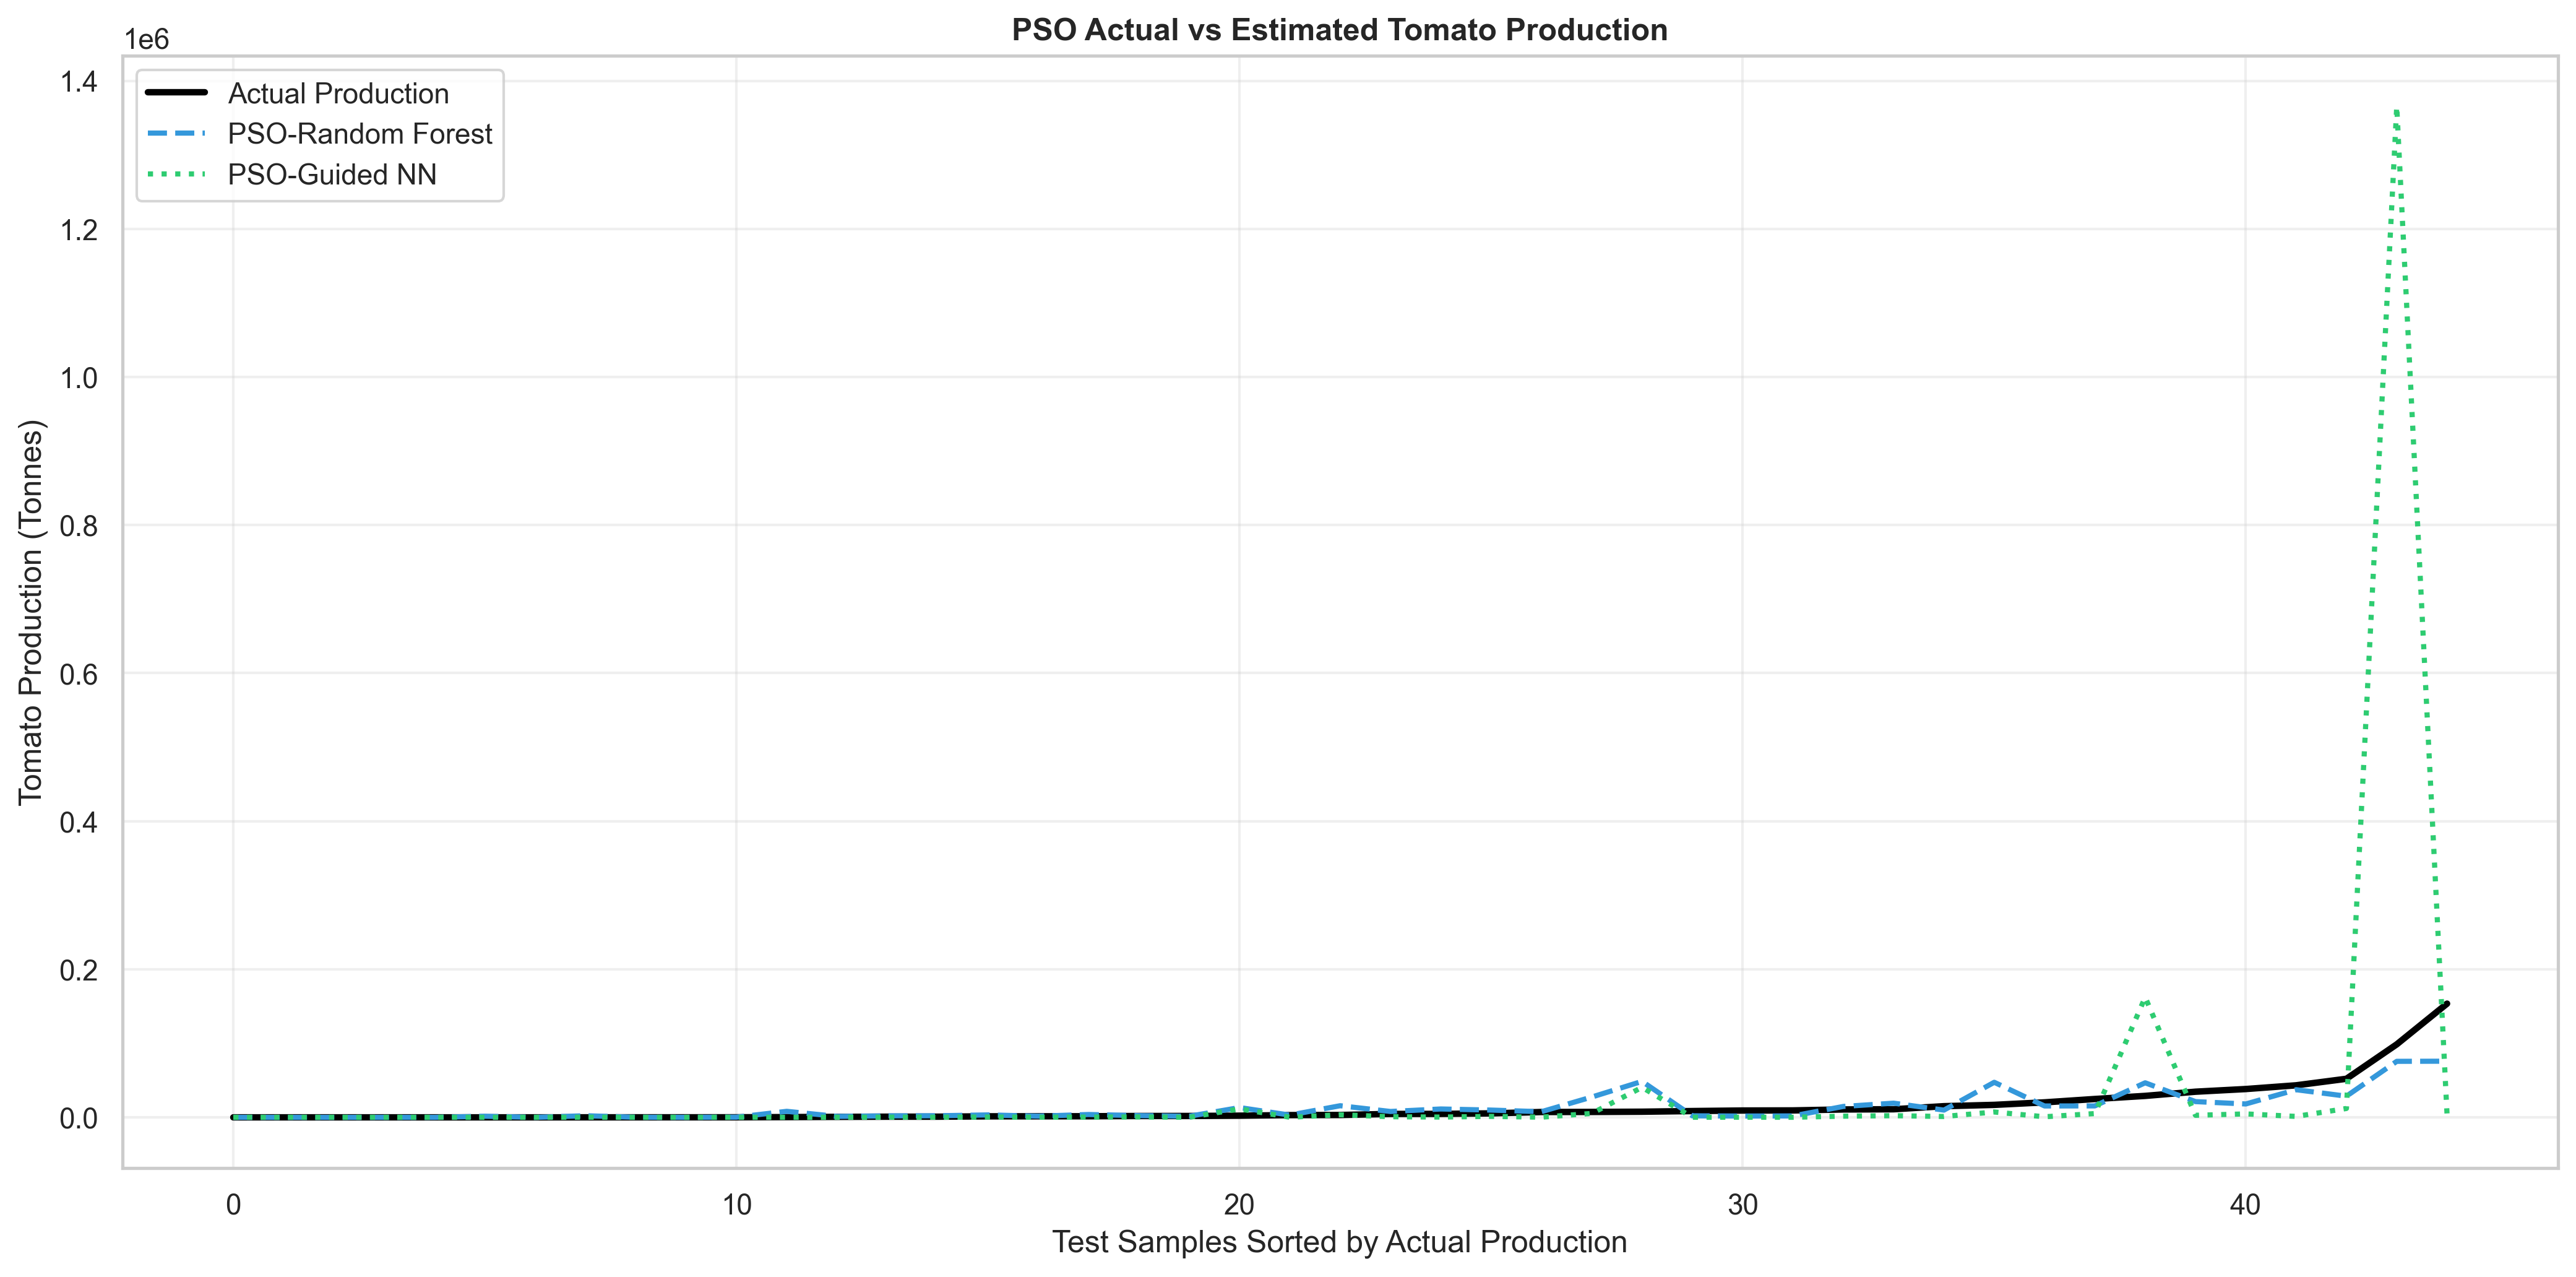 PSO Actual vs Estimated Tomato Production
1e6
Actual Production
PSO-Random Forest
PSO-Guided NN
1.4
1.2
1.0
0.8
0.6
0.4
0.2
0.0
Tomato Production (Tonnes)
0 10 20 30 40
Test Samples Sorted by Actual Production